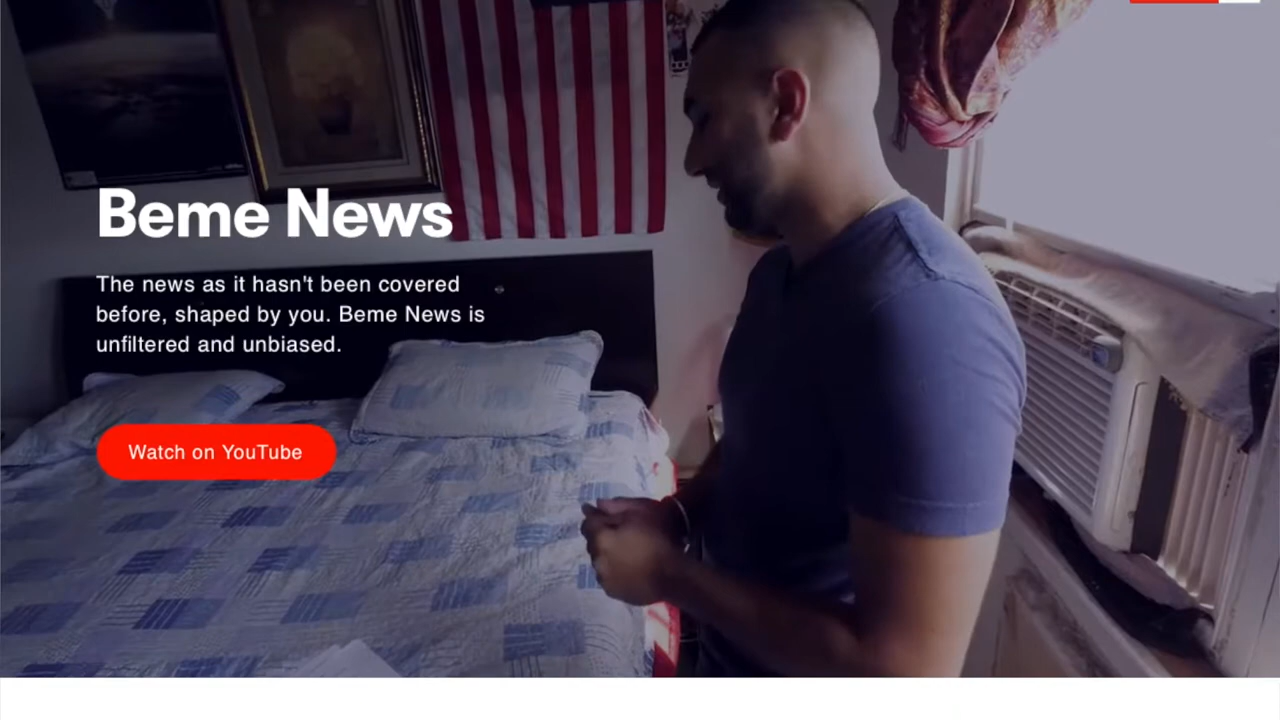 Beme News
The news as it hasn't been covered
before, shaped by you. Beme News is
unfiltered and unbiased.
Watch on YouTube